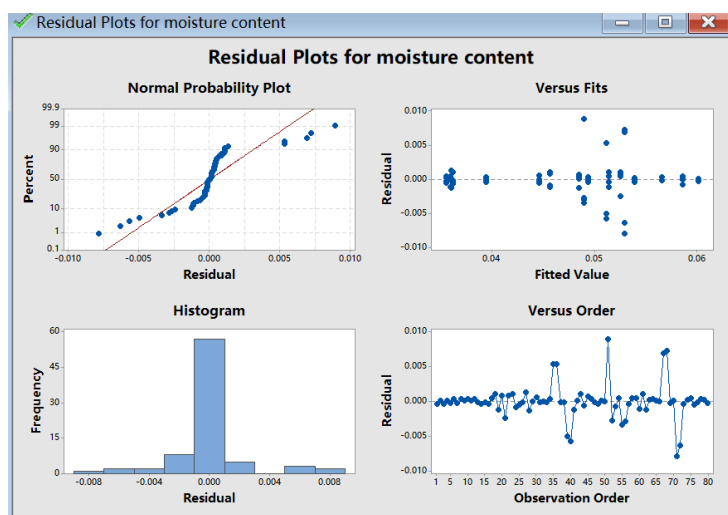 Residual Plots for moisture content
Residual Plots for moisture content
Normal Probability Plot
99.9
99
90
50
10
1
0.1
Percent
-0.010
-0.005
0.000
0.005
0.010
Residual
Versus Fits
0.010
0.005
0.000
-0.005
-0.010
Residual
0.04
0.05
0.06
Fitted Value
Histogram
60
45
30
15
0
Frequency
-0.008
-0.004
0.000
0.004
0.008
Residual
Versus Order
0.010
0.005
0.000
-0.005
-0.010
Residual
1 5 10 15 20 25 30 35 40 45 50 55 60 65 70 75 80
Observation Order